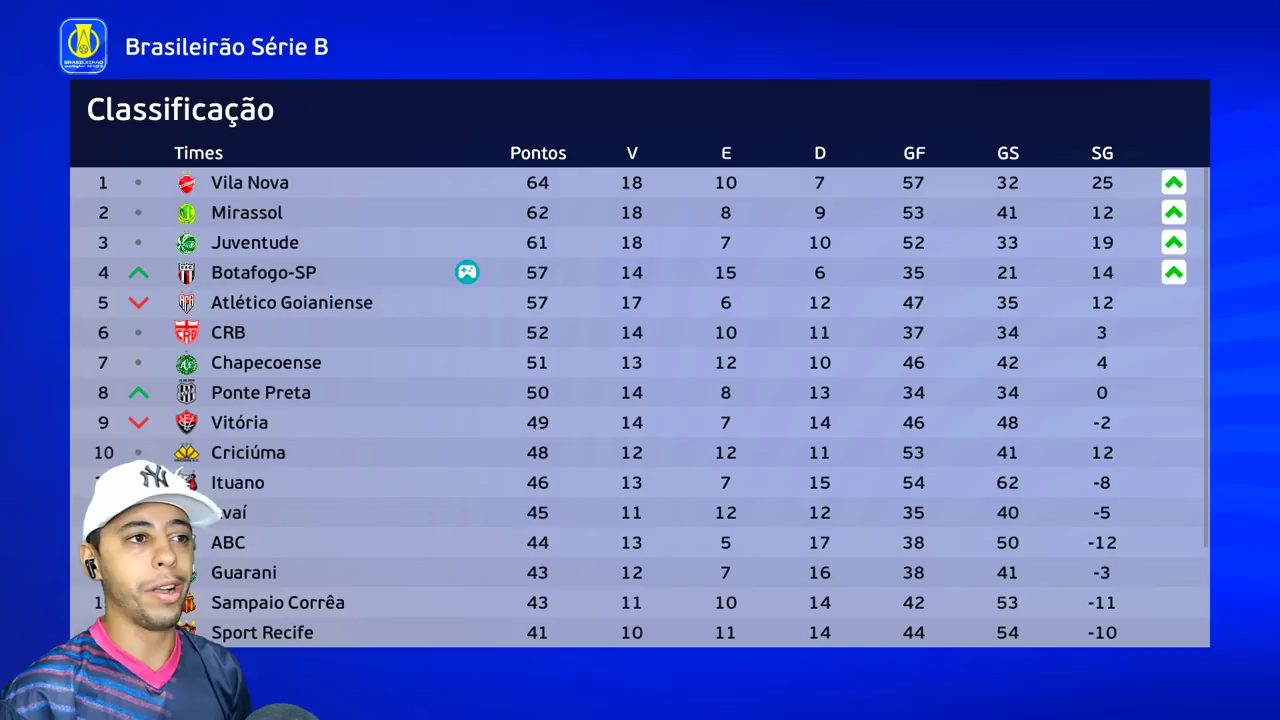 Brasileirão Série B
Classificação
Times Pontos V E D GF GS SG
1 Vila Nova 64 18 10 7 57 32 25
2 Mirassol 62 18 8 9 53 41 12
3 Juventude 61 18 7 10 52 33 19
4 Botafogo-SP 57 14 15 6 35 21 14
5 Atlético Goianiense 57 17 6 12 47 35 12
6 CRB 52 14 10 11 37 34 3
7 Chapecoense 51 13 12 10 46 42 4
8 Ponte Preta 50 14 8 13 34 34 0
9 Vitória 49 14 7 14 46 48 -2
10 Criciúma 48 12 12 11 53 41 12
Ituano 46 13 7 15 54 62 -8
vaí 45 11 12 12 35 40 -5
ABC 44 13 5 17 38 50 -12
Guarani 43 12 7 16 38 41 -3
Sampaio Corrêa 43 11 10 14 42 53 -11
Sport Recife 41 10 11 14 44 54 -10
NY